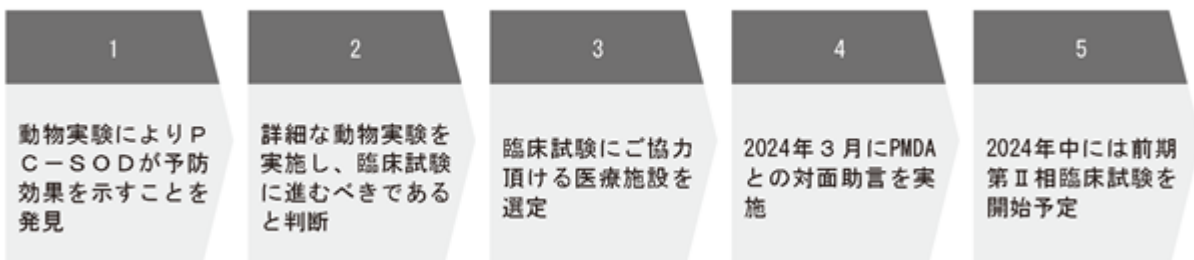 1
動物実験によりP
C－SODが予防
効果を示すことを
発見
2
詳細な動物実験を
実施し、臨床試験
に進むべきである
と判断
3
臨床試験にご協力
頂ける医療施設を
選定
4
2024年３月にPMDA
との対面助言を実
施
5
2024年中には前期
第Ⅱ相臨床試験を
開始予定